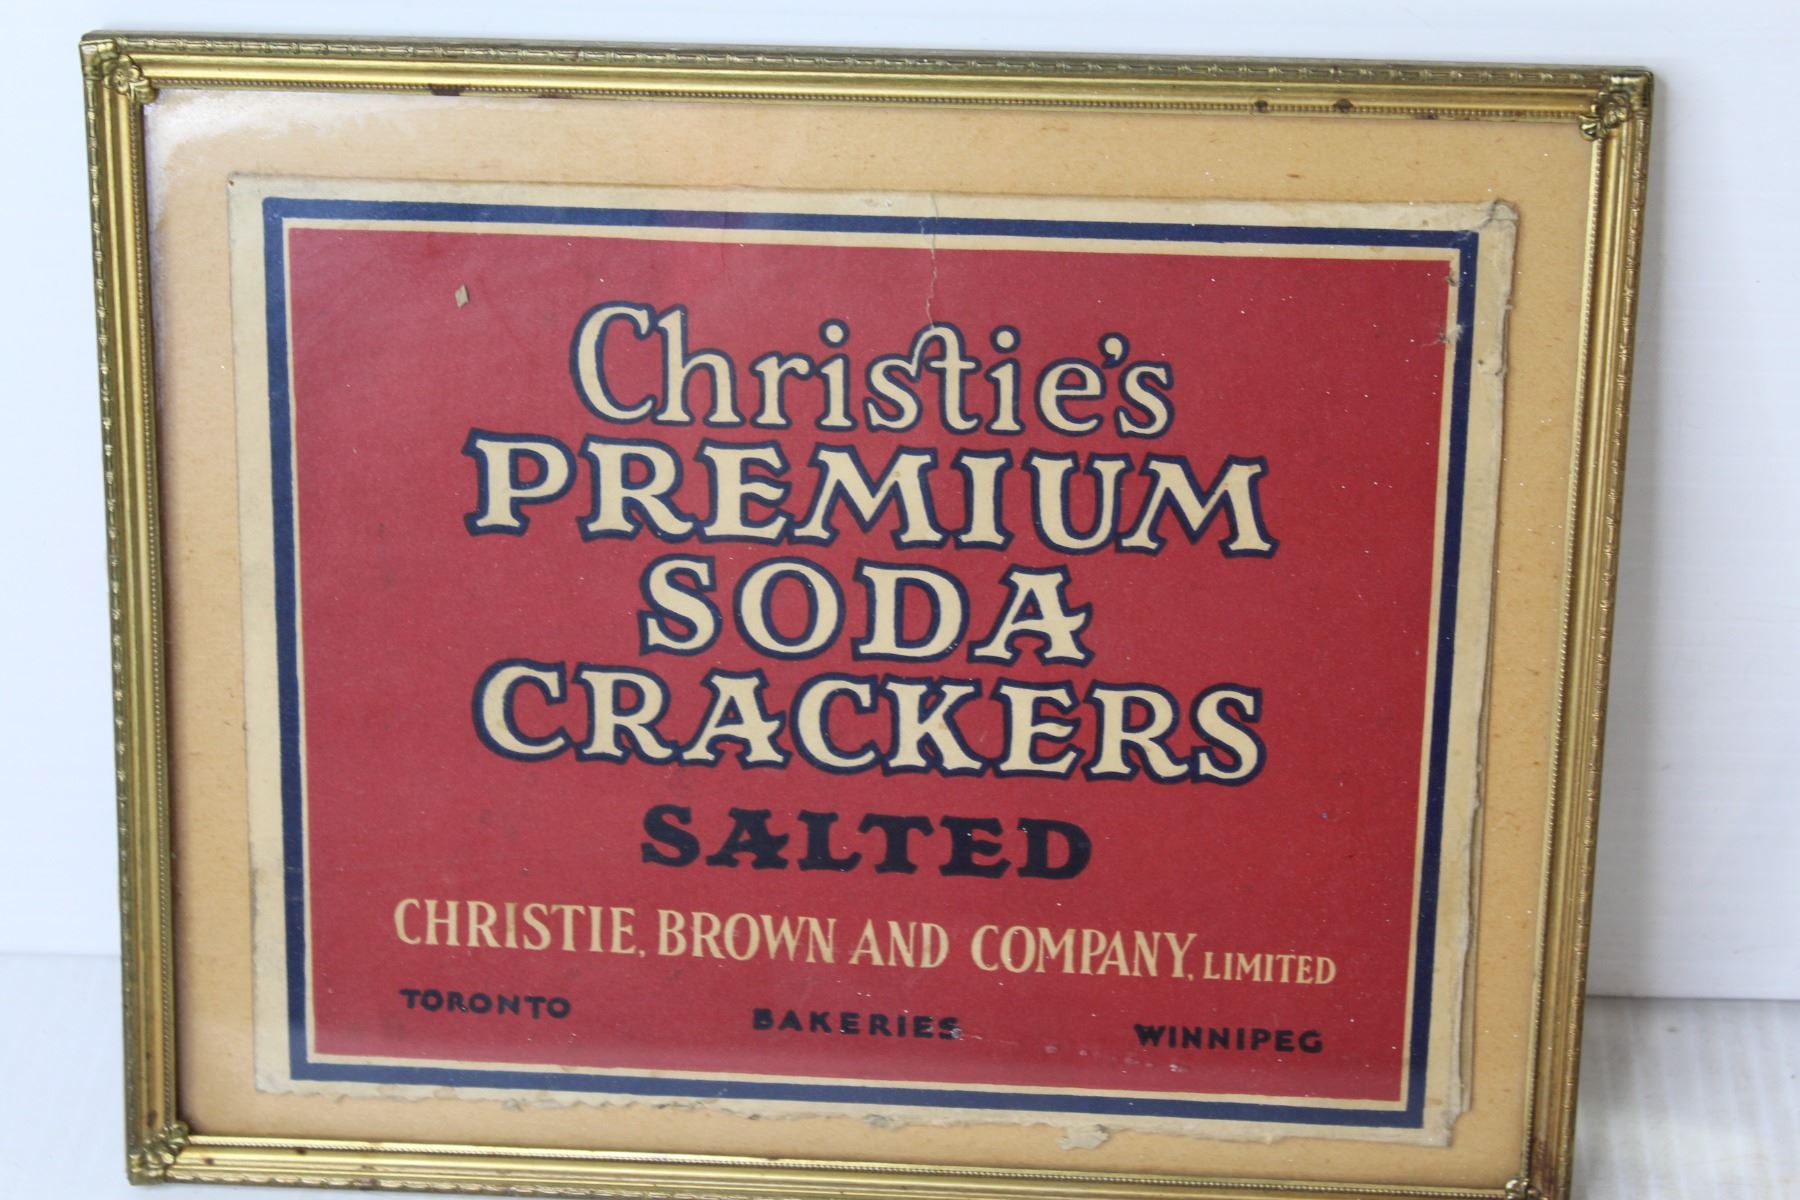 Christie's
PREMIUM
SODA
CRACKERS
SALTED
CHRISTIE, BROWN AND COMPANY, LIMITED
TORONTO BAKERIES WINNIPEG